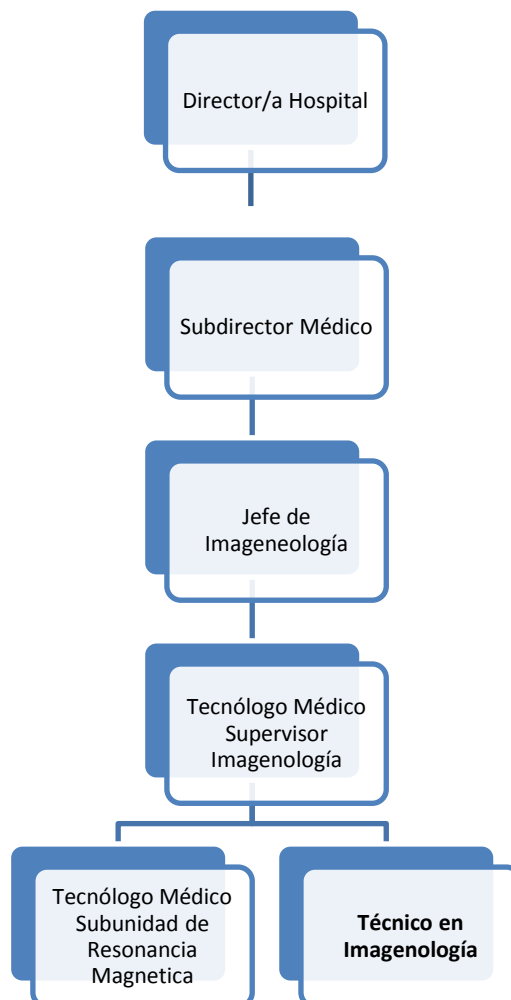 Director/a Hospital
Subdirector Médico
Jefe de
Imageneología
Tecnólogo Médico
Supervisor
Imagenología
Tecnólogo Médico
Subunidad de
Resonancia
Magnetica
Técnico en
Imagenología